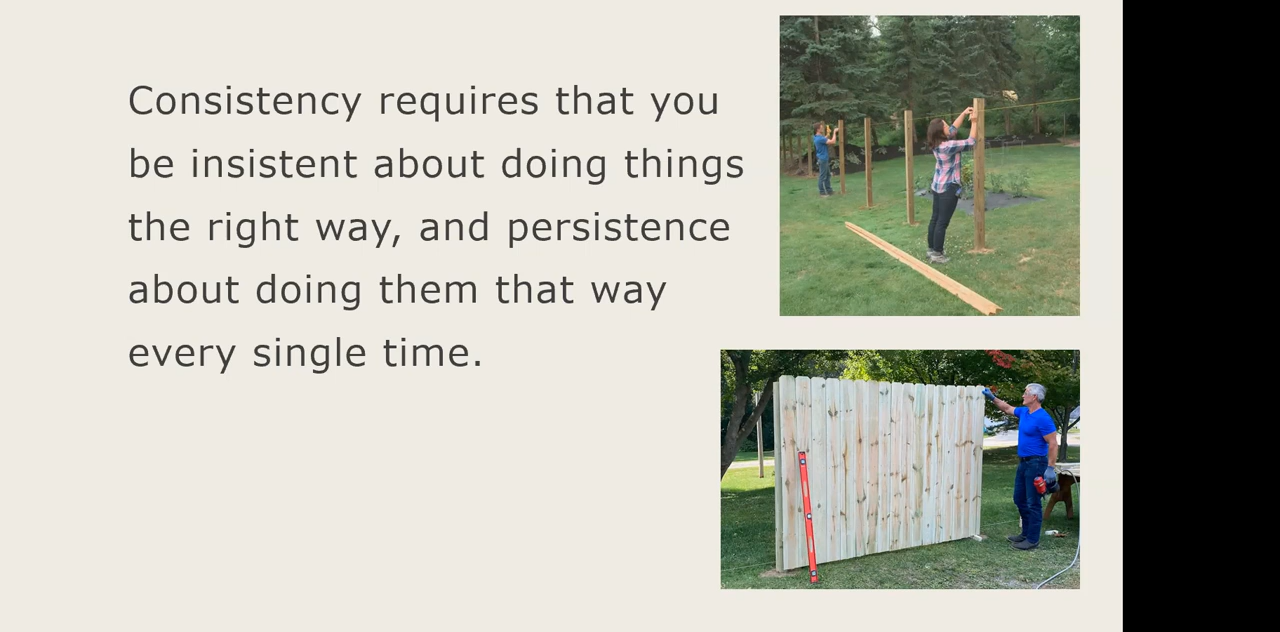 Consistency requires that you
be insistent about doing things
the right way, and persistence
about doing them that way
every single time.